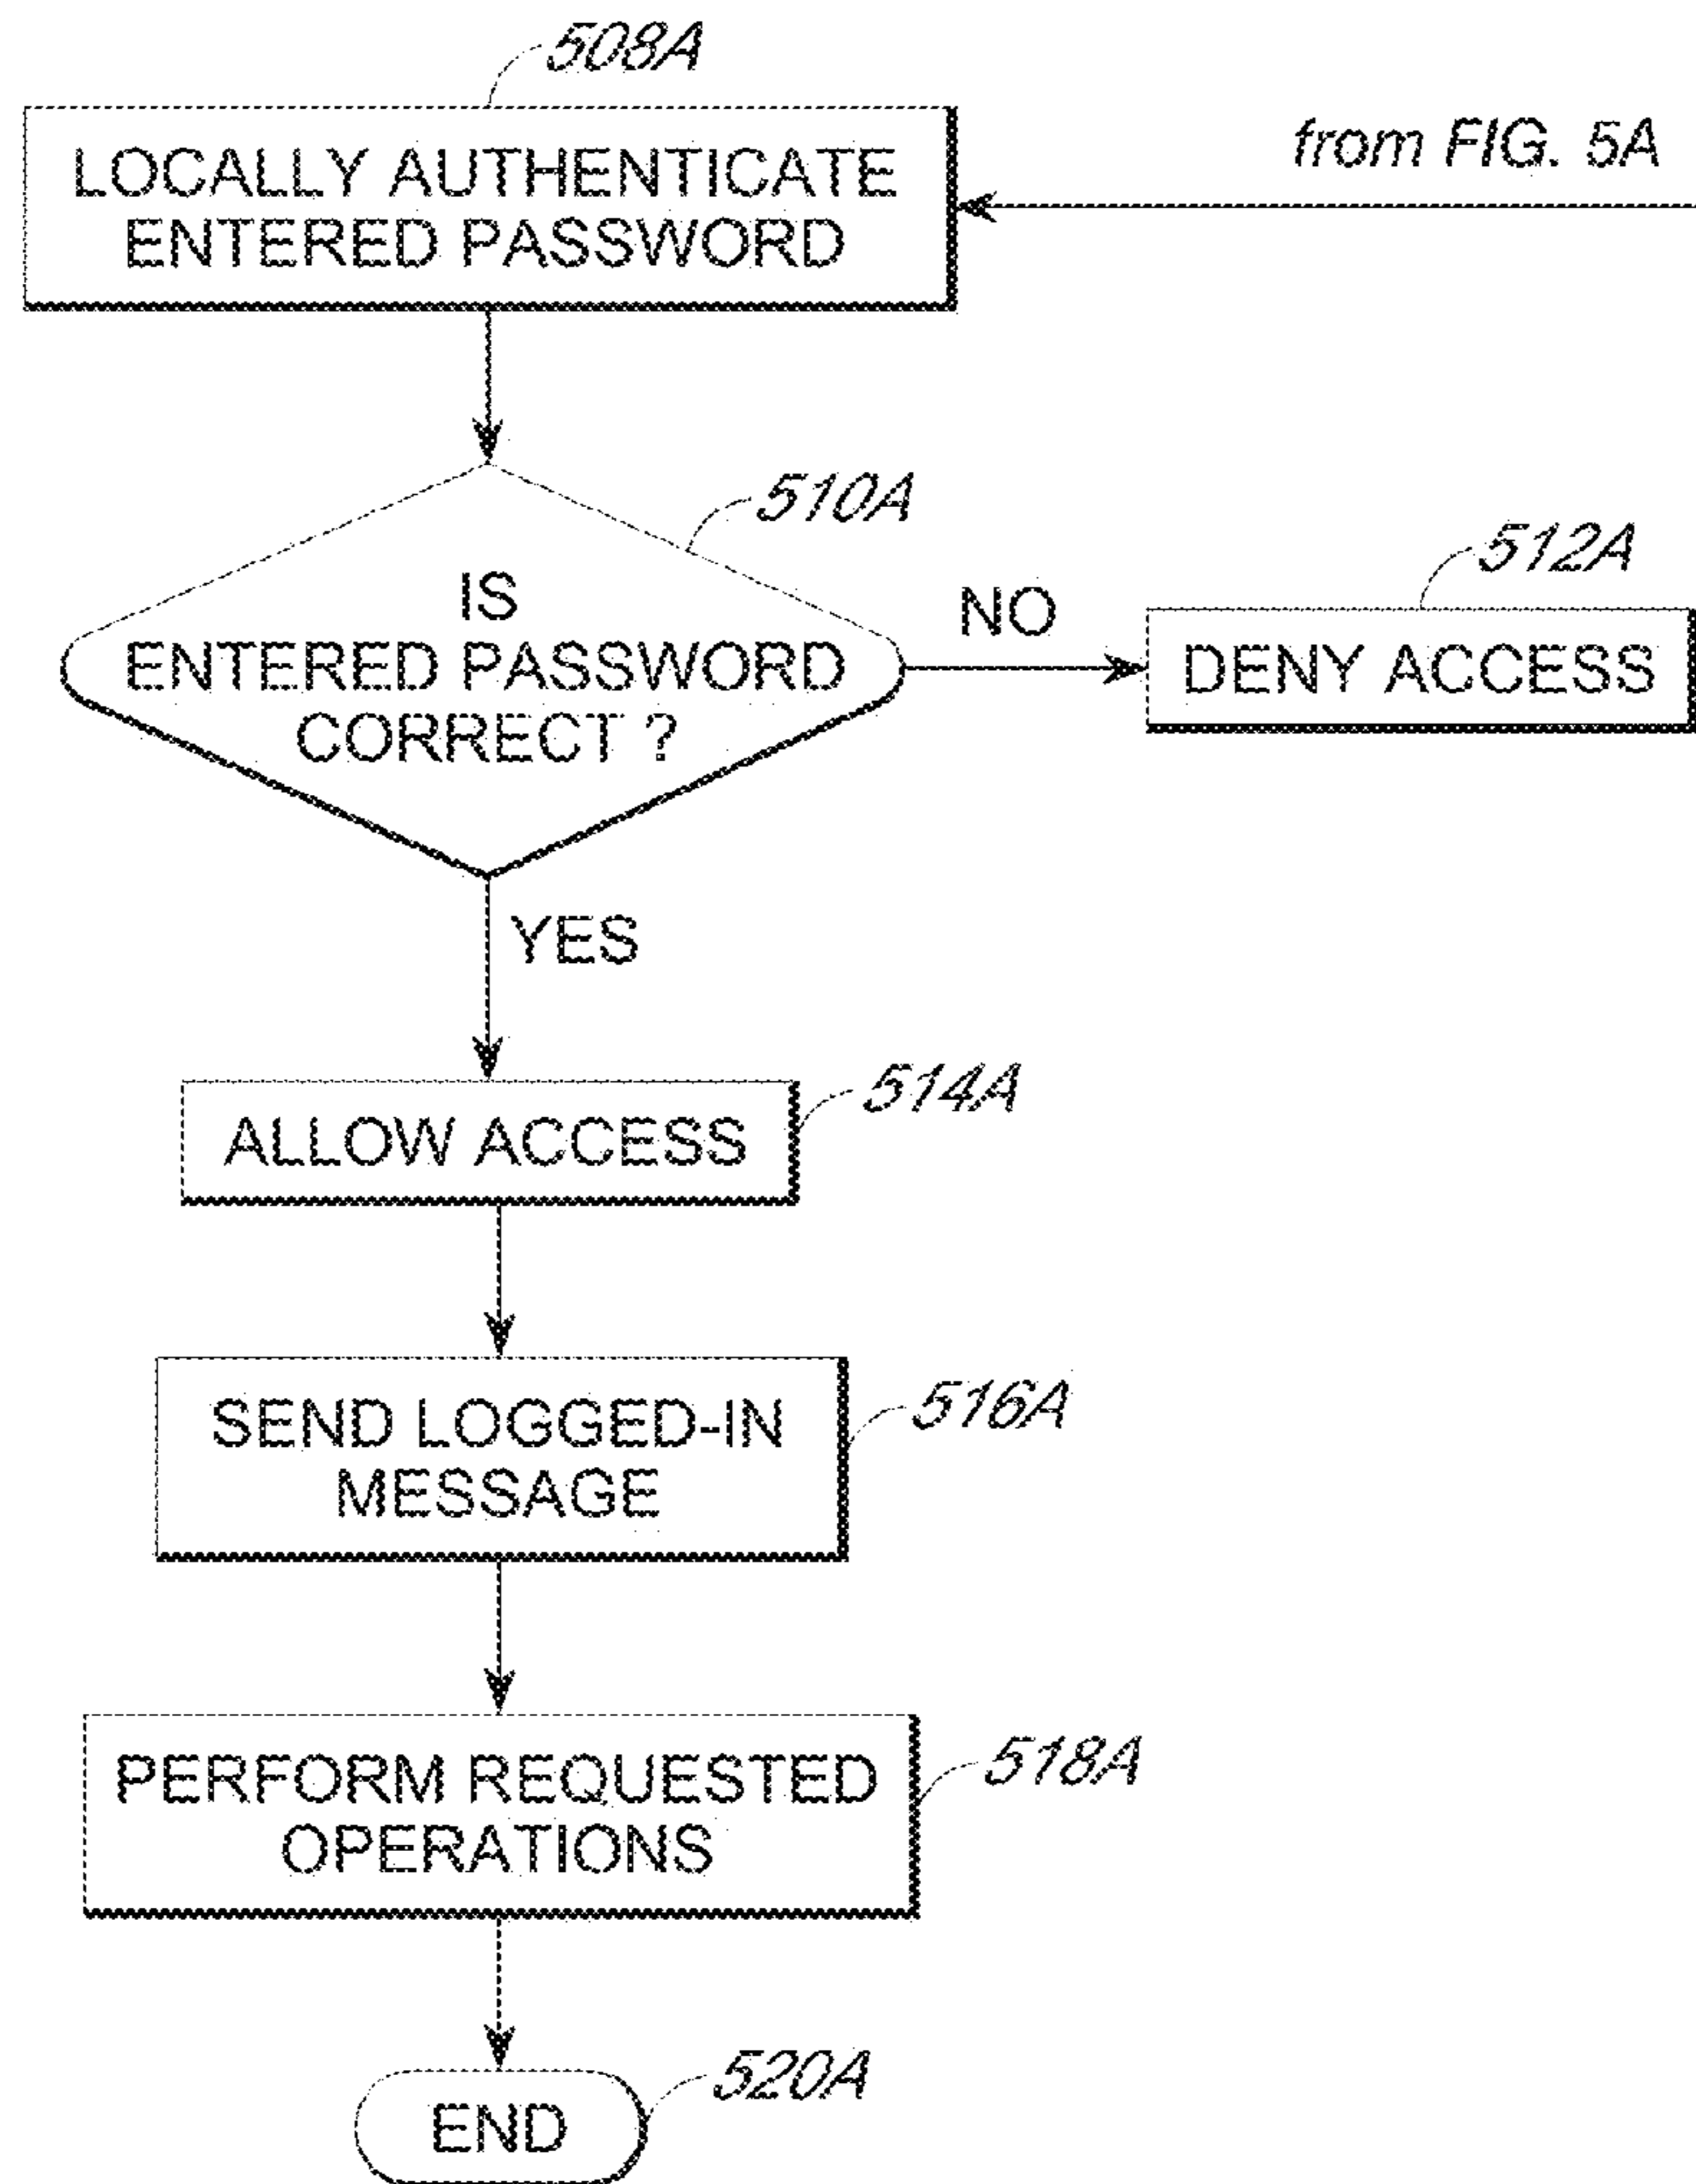 508A
from FIG. 5A
LOCALLY AUTHENTICATE
ENTERED PASSWORD
510A
512A
IS
ENTERED PASSWORD
CORRECT ?
NO
DENY ACCESS
YES
514A
ALLOW ACCESS
516A
SEND LOGGED-IN
MESSAGE
518A
PERFORM REQUESTED
OPERATIONS
520A
END